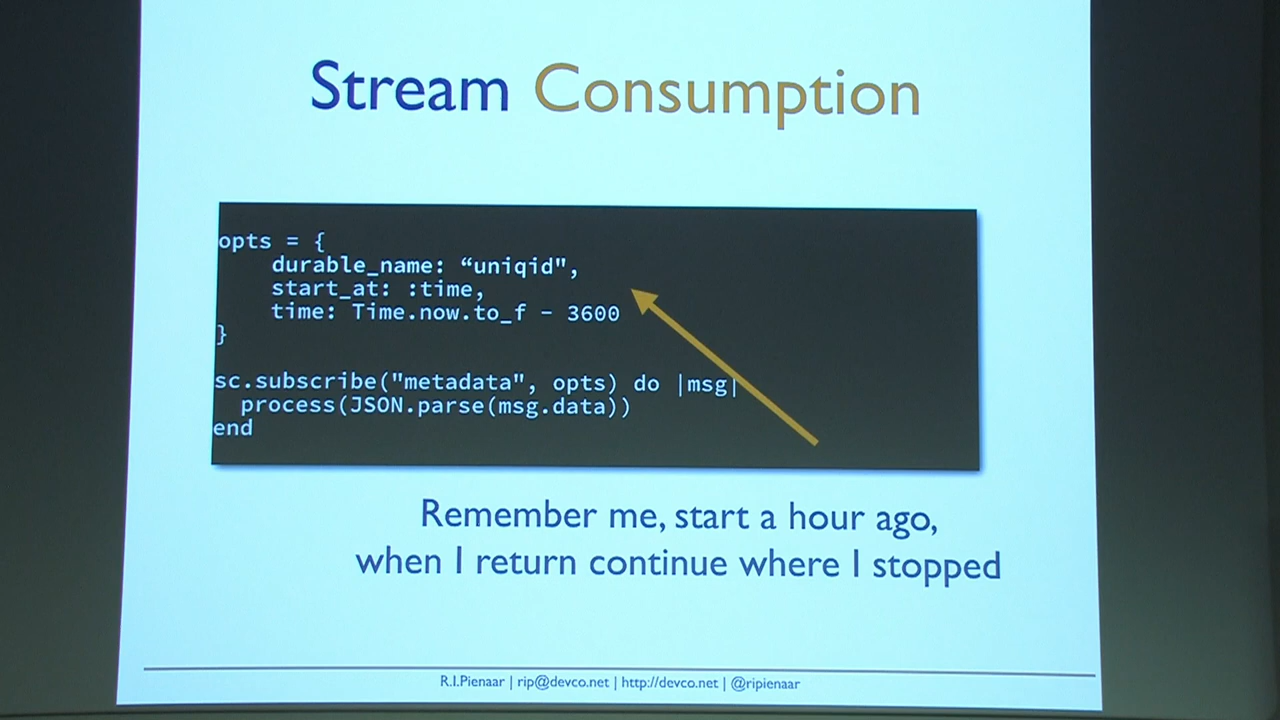 Stream Consumption
opts = {
    durable_name: “uniqid",
    start_at: :time,
    time: Time.now.to_f - 3600
}
sc.subscribe("metadata", opts) do |msg|
  process(JSON.parse(msg.data))
end
Remember me, start a hour ago,
when I return continue where I stopped
R.I.Pienaar | rip@devco.net | http://devco.net | @ripienaar